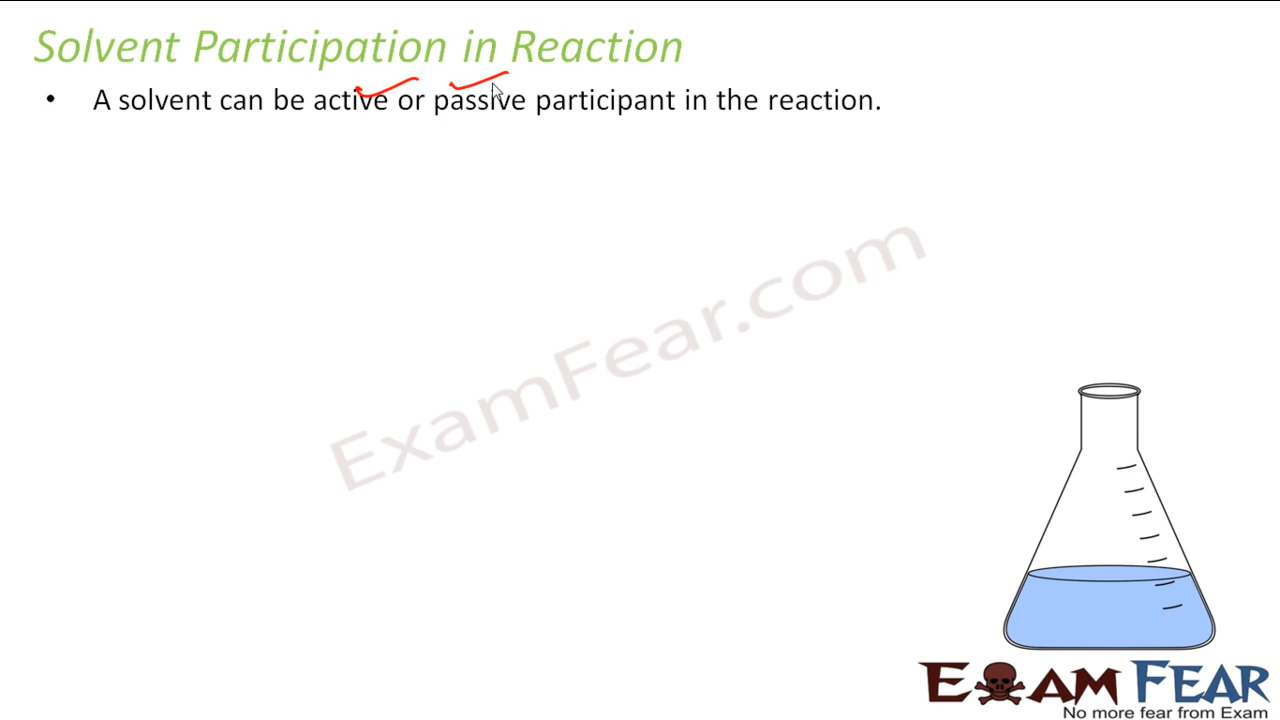 Solvent Participation in Reaction
• A solvent can be active or passive participant in the reaction.
ExamFear.com
EXAM FEAR
No more fear from Exam